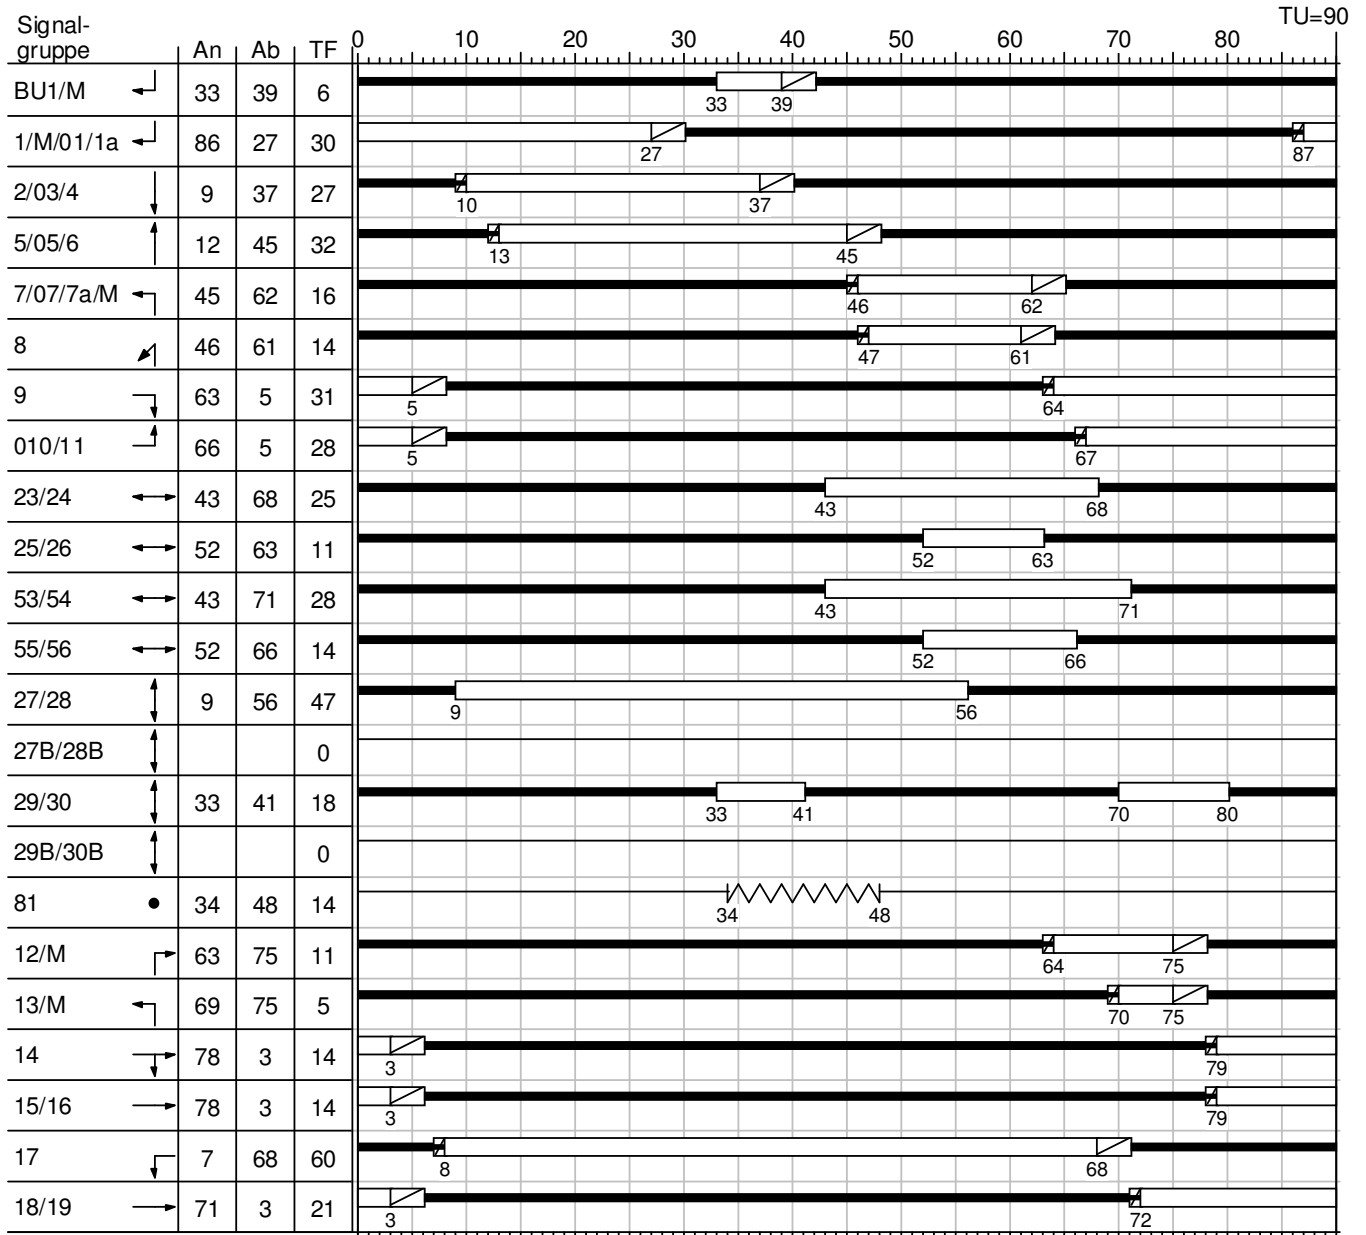 TU=90
Signal-
gruppe An Ab TF 0 10 20 30 40 50 60 70 80
BU1/M 33 39 6
33 39
1/M/01/1a 86 27 30
27 87
2/03/4 9 37 27
10 37
5/05/6 12 45 32
13 45
7/07/7a/M 45 62 16
46 62
8 46 61 14
47 61
9 63 5 31
5 64
010/11 66 5 28
5 67
23/24 43 68 25
43 68
25/26 52 63 11
52 63
53/54 43 71 28
43 71
55/56 52 66 14
52 66
27/28 9 56 47
9 56
27B/28B 0
29/30 33 41 18
33 41 70 80
29B/30B 0
81 34 48 14
34 48
12/M 63 75 11
64 75
13/M 69 75 5
70 75
14 78 3 14
3 79
15/16 78 3 14
3 79
17 7 68 60
8 68
18/19 71 3 21
3 72